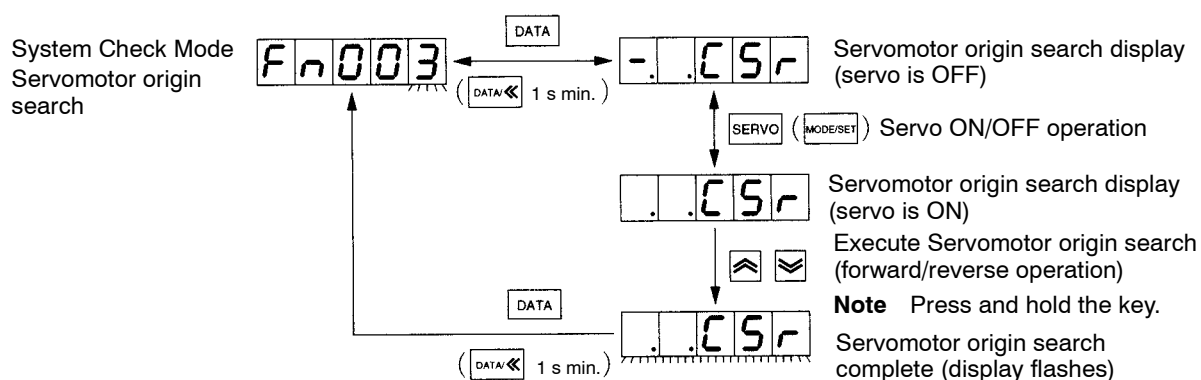 System Check Mode
Servomotor origin
search
Fn003
DATA
( DATA/≪ 1 s min. )
-. .CSr
Servomotor origin search display
(servo is OFF)
SERVO ( MODE/SET ) Servo ON/OFF operation
. .CSr
Servomotor origin search display
(servo is ON)
Execute Servomotor origin search
(forward/reverse operation)
Note Press and hold the key.
DATA
( DATA/≪ 1 s min. )
. .CSr
Servomotor origin search
complete (display flashes)